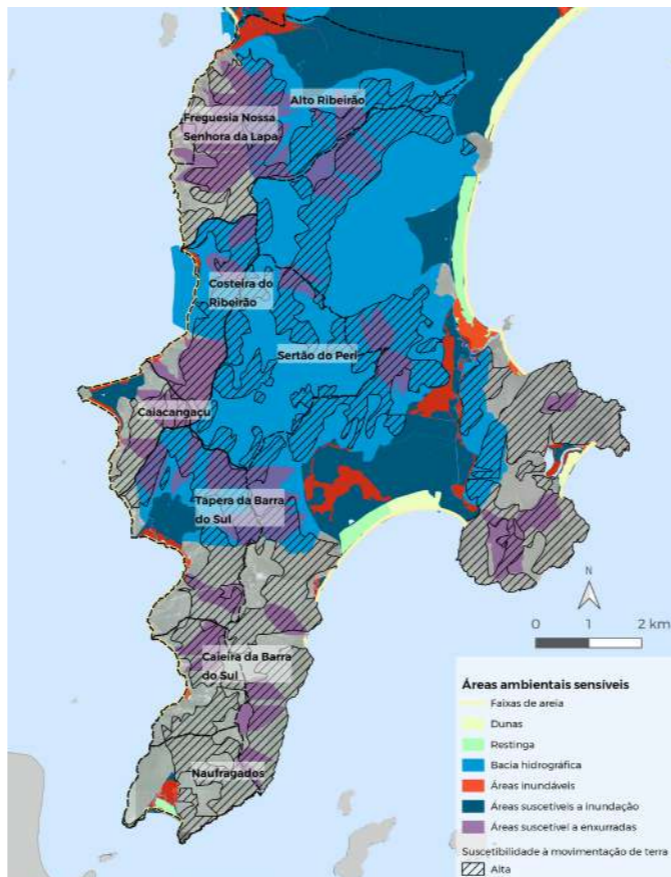 Alto Ribeirão
Freguesia Nossa
Senhora da Lapa
Costeira do
Ribeirão
Sertão do Peri
Caiacangaçu
Tapera da Barra
do Sul
N
0 1 2 km
Caieira da Barra
do Sul
Naufragados
Áreas ambientais sensíveis
Faixas de areia
Dunas
Restinga
Bacia hidrográfica
Áreas inundáveis
Áreas suscetíveis a inundação
Áreas suscetível a enxurradas
Suscetibilidade à movimentação de terra
Alta